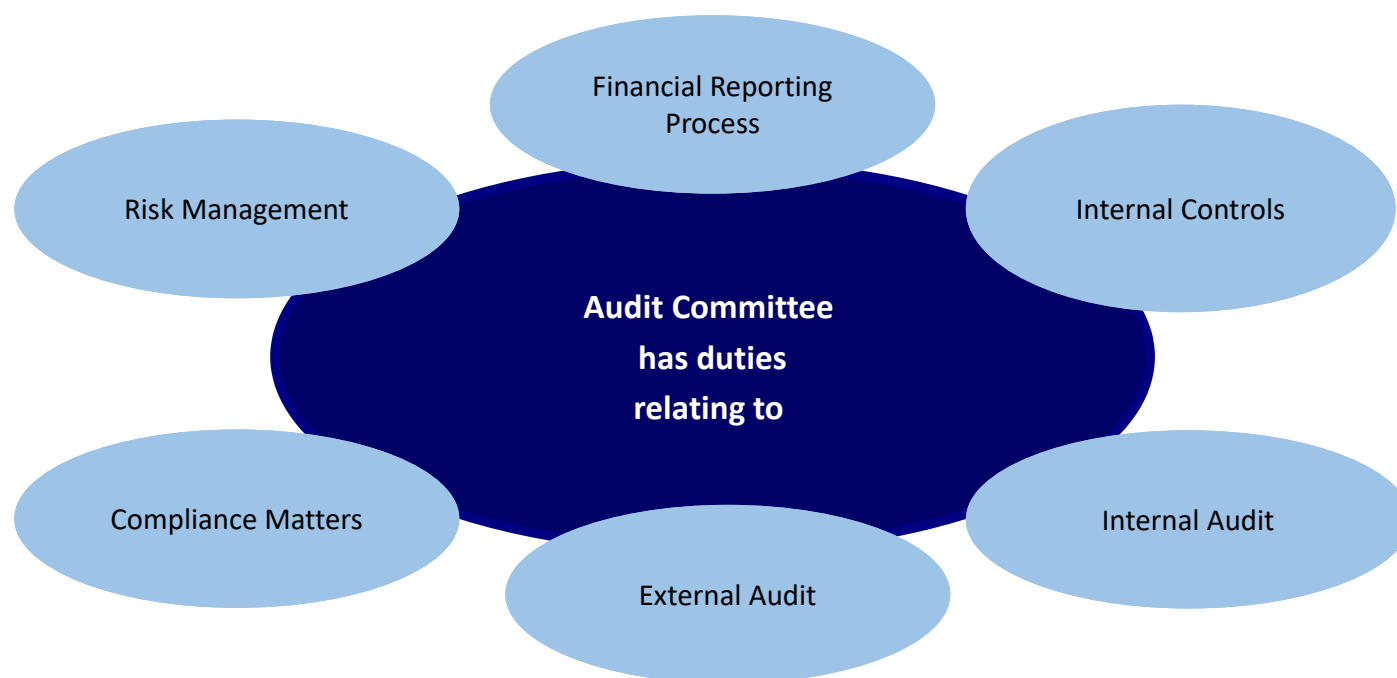 Financial Reporting
Process
Risk Management
Internal Controls
Audit Committee
has duties
relating to
Compliance Matters
Internal Audit
External Audit